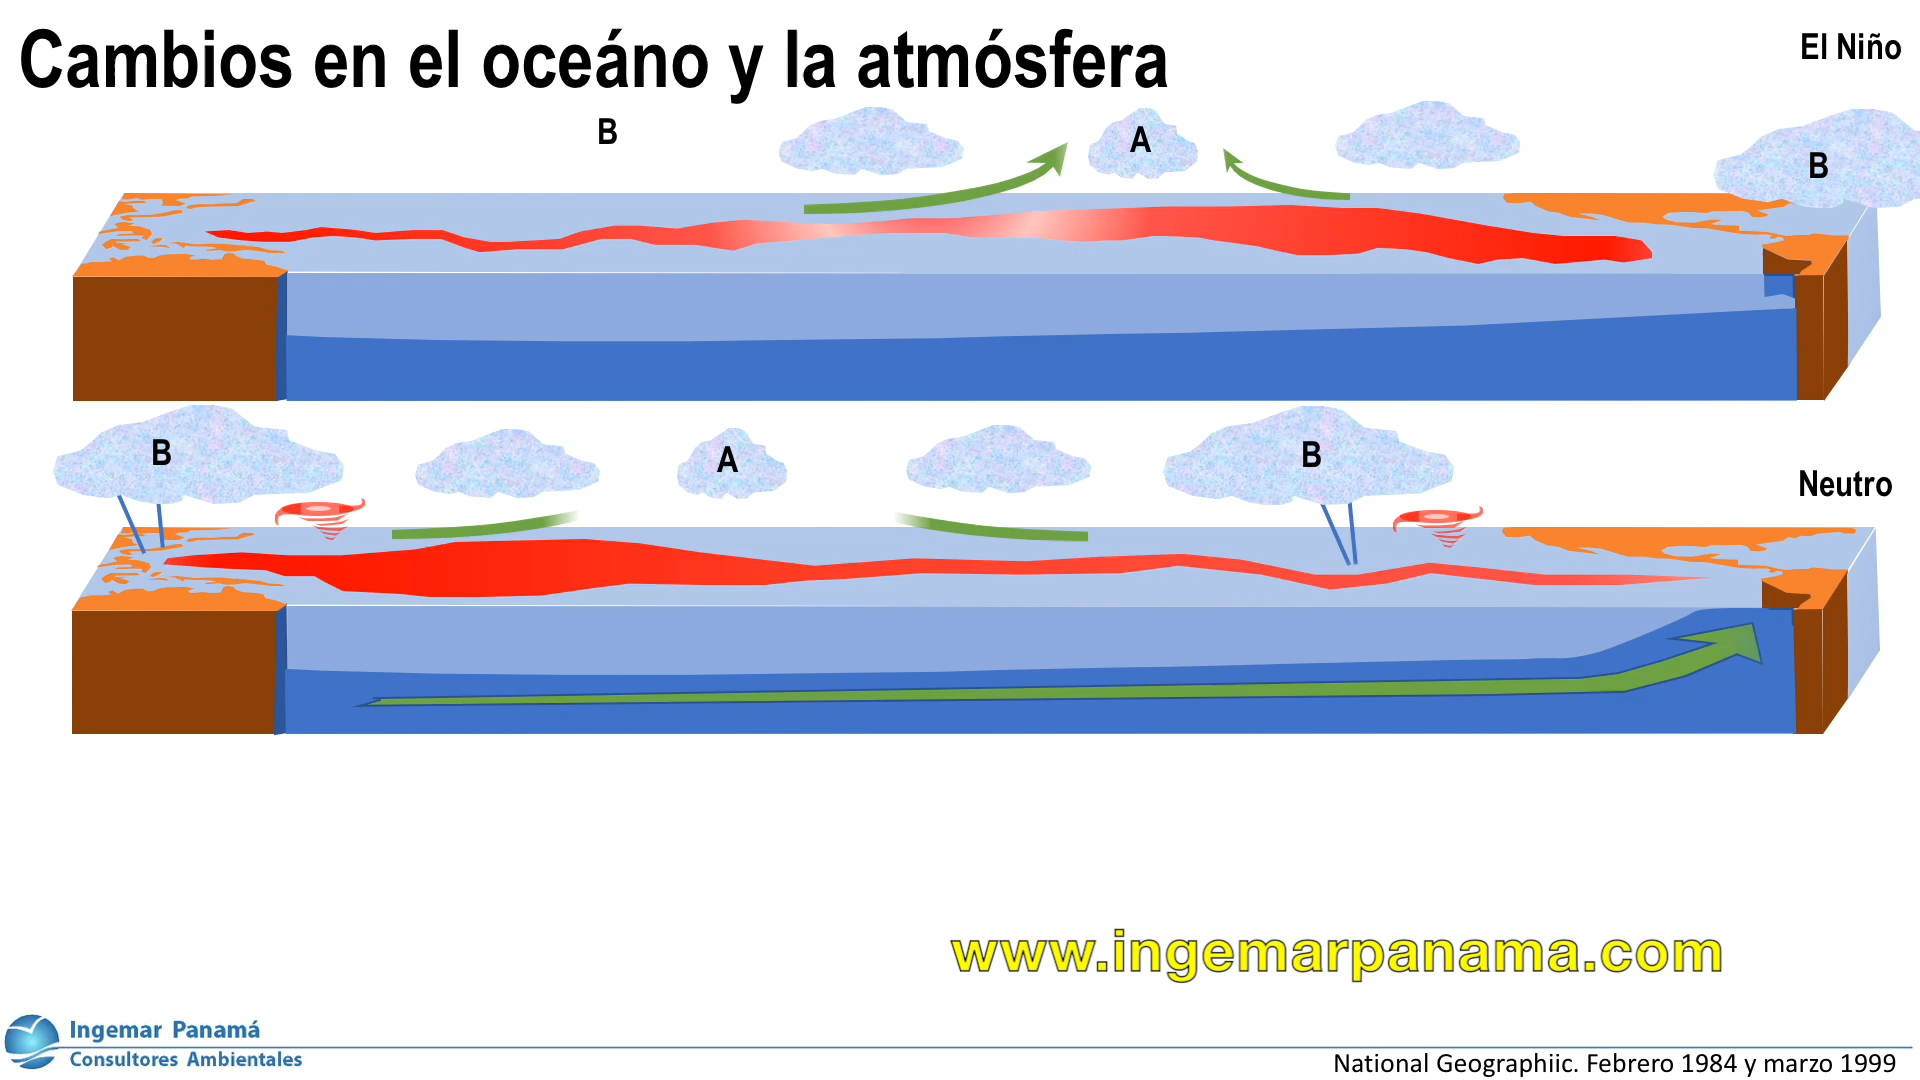 Cambios en el oceáno y la atmósfera
El Niño
B
A
B
B
A
B
Neutro
www.ingemarpanama.com
Ingemar Panamá
Consultores Ambientales
National Geographiic. Febrero 1984 y marzo 1999